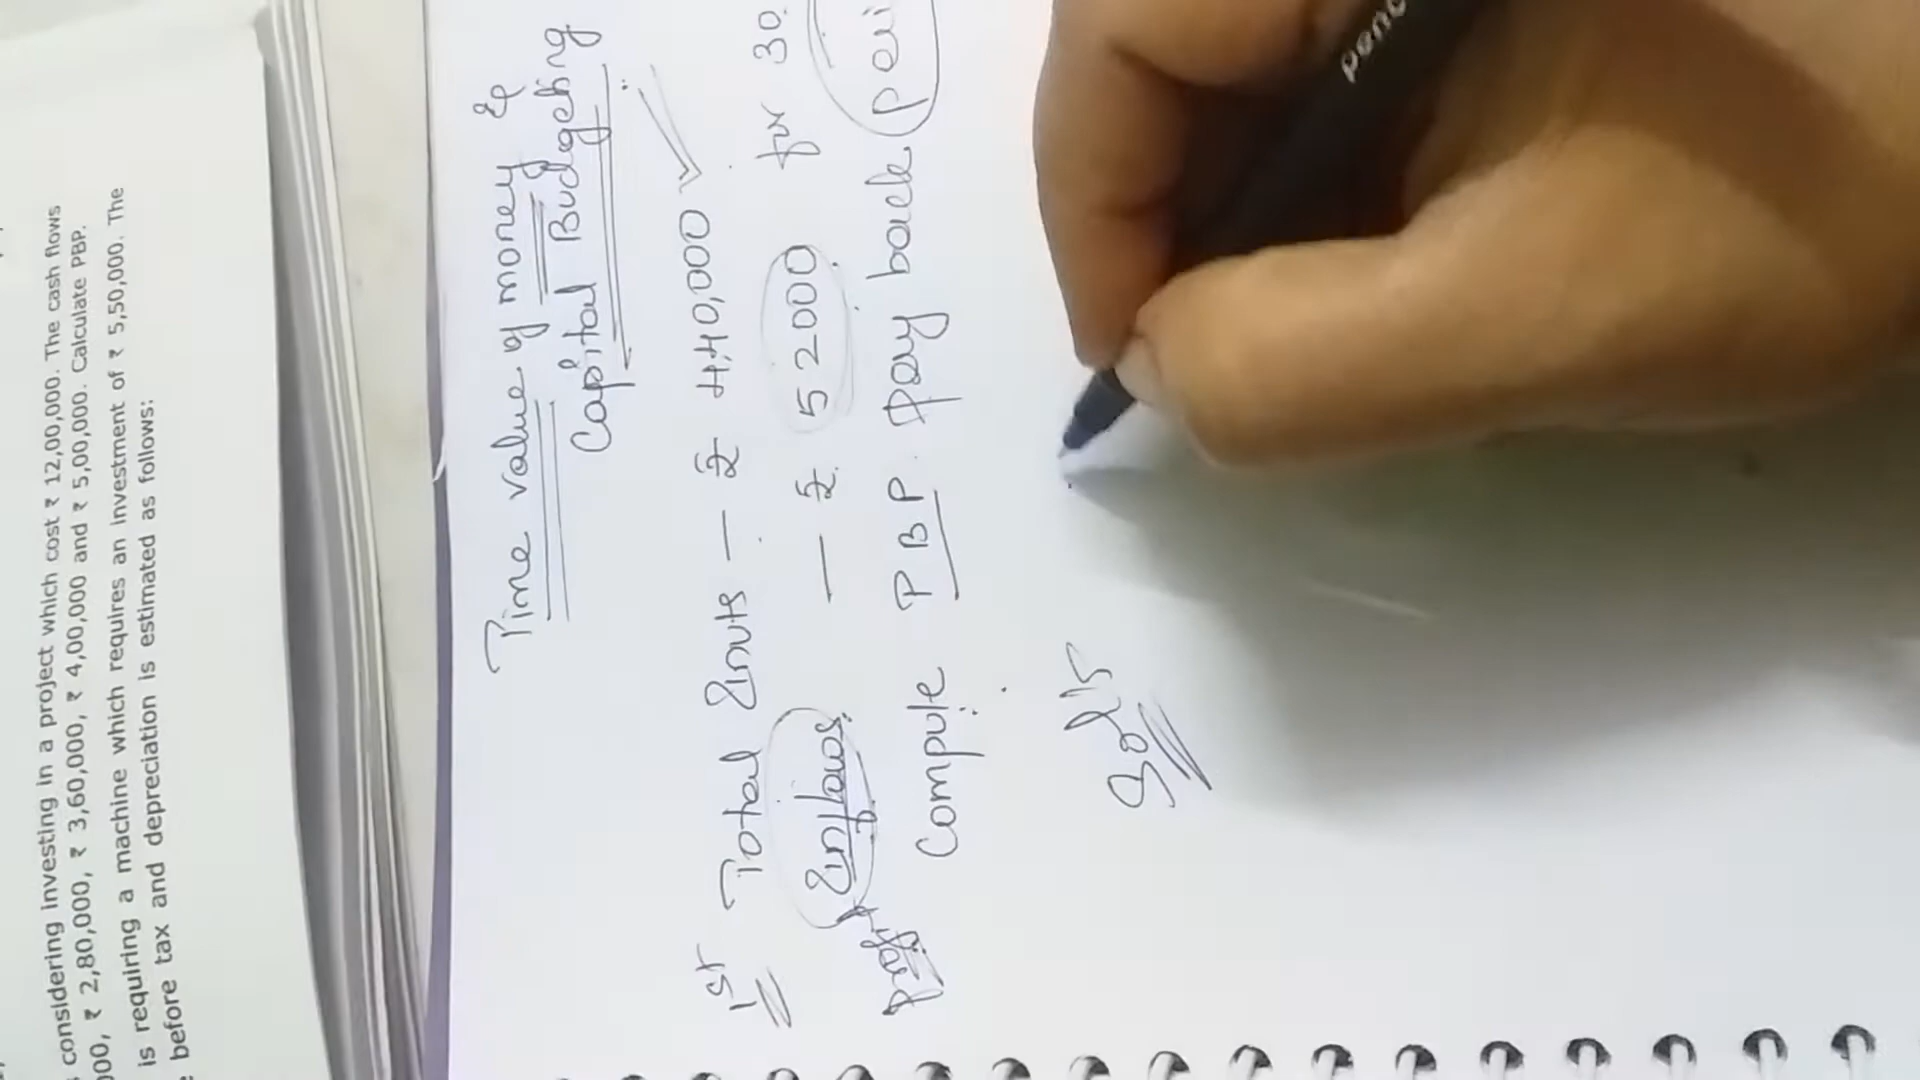 considering investing in a project which cost ₹ 12,00,000. The cash flows
000, ₹ 2,80,000, ₹ 3,60,000, ₹ 4,00,000 and ₹ 5,00,000. Calculate PBP.
is requiring a machine which requires an investment of ₹ 5,50,000. The
before tax and depreciation is estimated as follows:
Time value of money &
Capital Budgeting
1st Total Invts - ₹ 4,40,000
Inflows - ₹ 52000 for 30
Profit
Compute PBP. Pay back
Soln